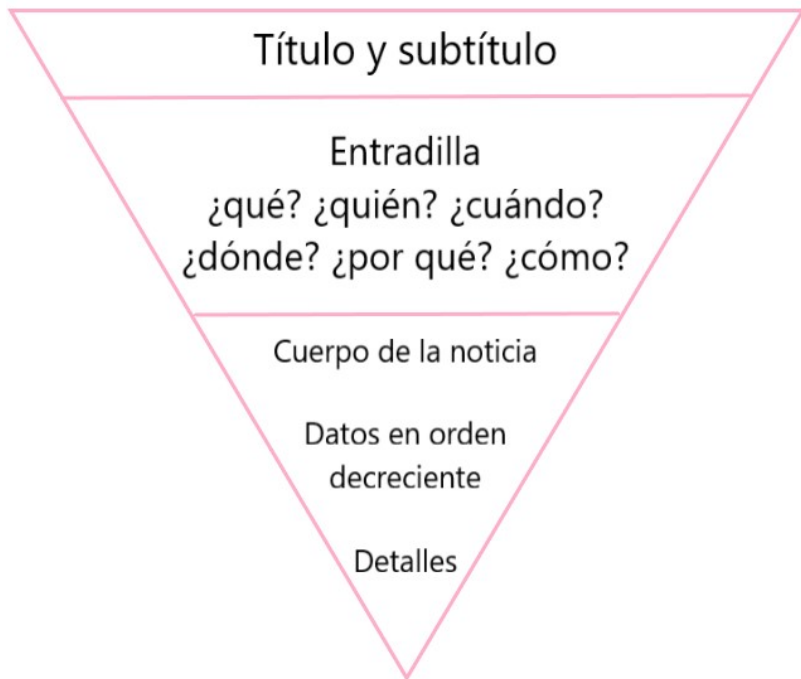 Título y subtítulo
Entradilla
¿qué? ¿quién? ¿cuándo?
¿dónde? ¿por qué? ¿cómo?
Cuerpo de la noticia
Datos en orden
decreciente
Detalles